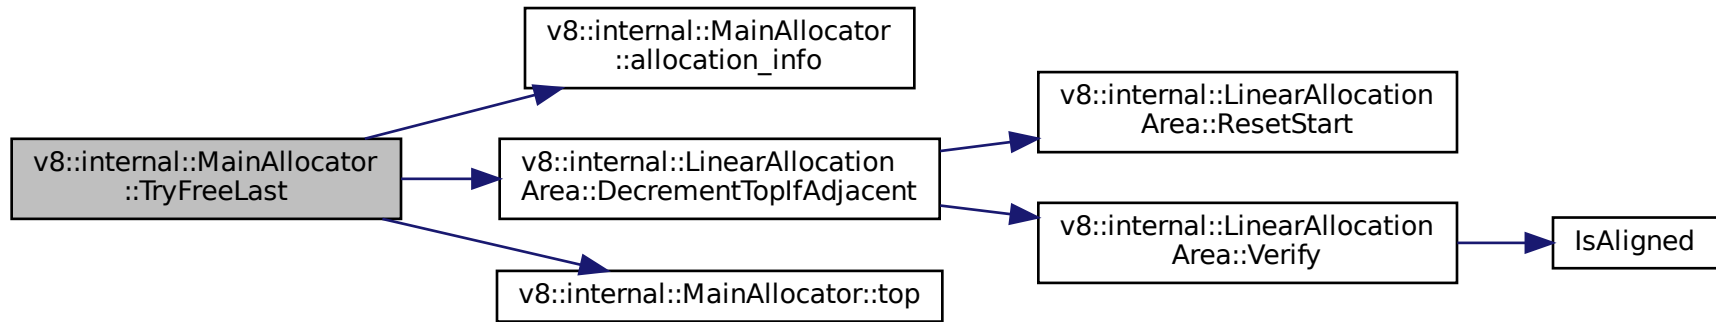 v8::internal::MainAllocator
::TryFreeLast
v8::internal::MainAllocator
::allocation_info
v8::internal::LinearAllocation
Area::DecrementTopIfAdjacent
v8::internal::MainAllocator::top
v8::internal::LinearAllocation
Area::ResetStart
v8::internal::LinearAllocation
Area::Verify
IsAligned